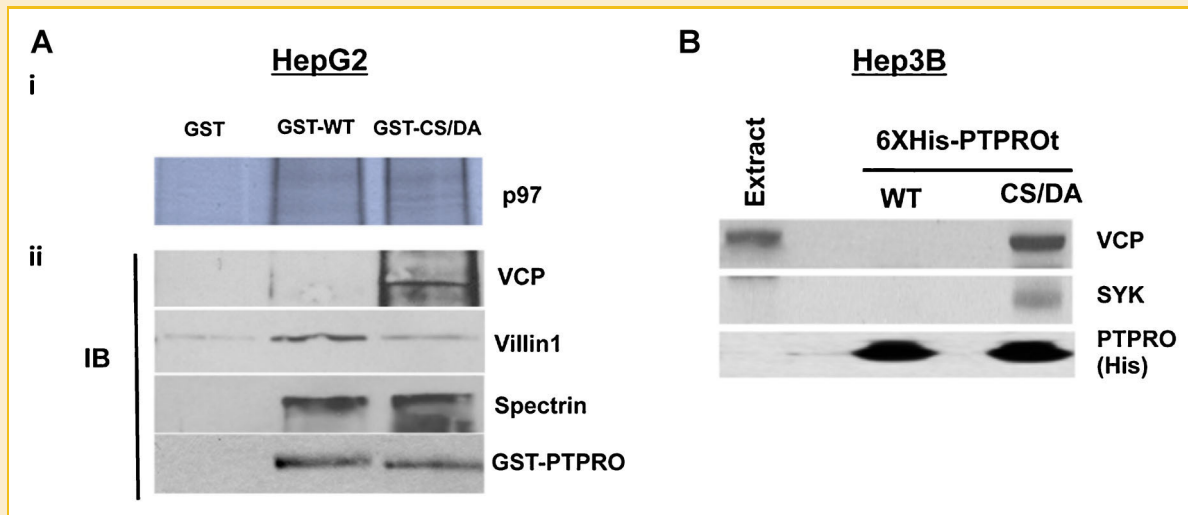 A
HepG2
i
GST GST-WT GST-CS/DA
p97
ii
IB
VCP
Villin1
Spectrin
GST-PTPRO
B
Hep3B
Extract
6XHis-PTPROt
WT CS/DA
VCP
SYK
PTPRO
(His)